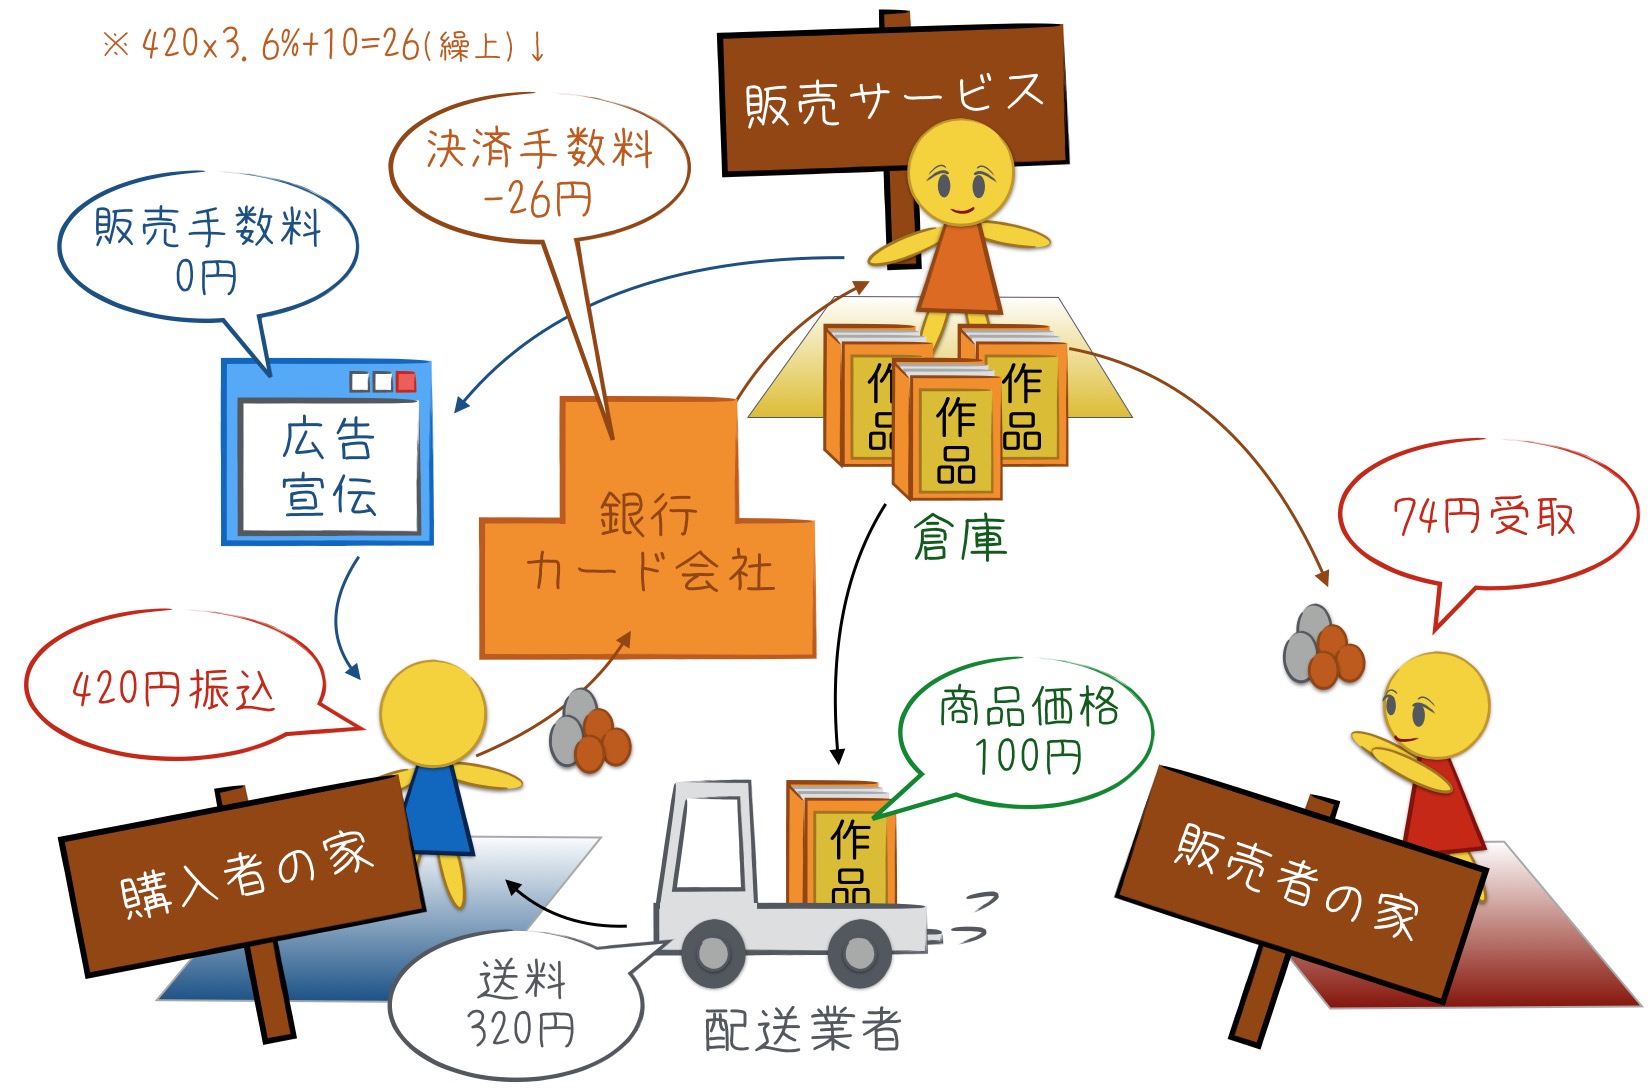 ※ 420x3.6%+10=26(繰上)↓
販売サービス
決済手数料
-26円
販売手数料
0円
広告
宣伝
銀行
カード会社
作品
作品
作品
倉庫
74円受取
420円振込
商品価格
100円
作品
購入者の家
販売者の家
送料
320円
配送業者